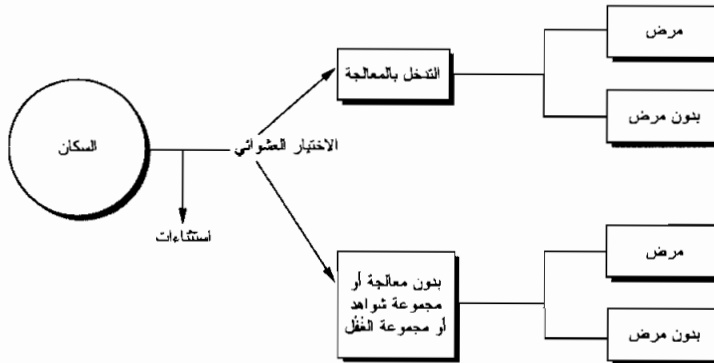 مرض
التدخل بالمعالجة
بدون مرض
السكان
الاختيار العشوائي
استثناءات
مرض
بدون معالجة أو
مجموعة شواهد
أو مجموعة الغُفْل
بدون مرض